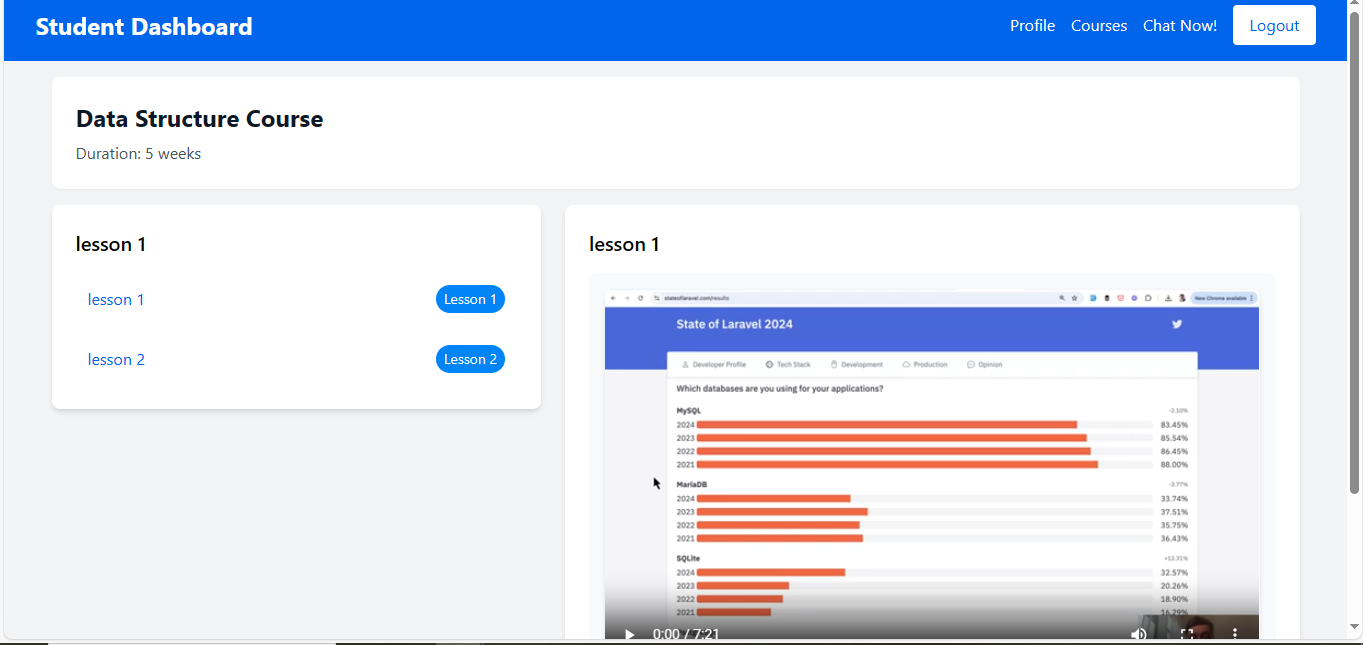 Student Dashboard
Profile Courses Chat Now! Logout
Data Structure Course
Duration: 5 weeks
lesson 1
lesson 1 Lesson 1
lesson 2 Lesson 2
lesson 1
stateoflaravel.com/results
New Chrome available
State of Laravel 2024
Developer Profile Tech Stack Development Production Opinion
Which databases are you using for your applications?
MySQL -2.10%
2024 83.45%
2023 85.54%
2022 86.45%
2021 88.00%
MariaDB -3.77%
2024 33.74%
2023 37.51%
2022 35.75%
2021 36.43%
SQLite +12.31%
2024 32.57%
2023 20.26%
2022 18.90%
2021 16.29%
0:00 / 7:21